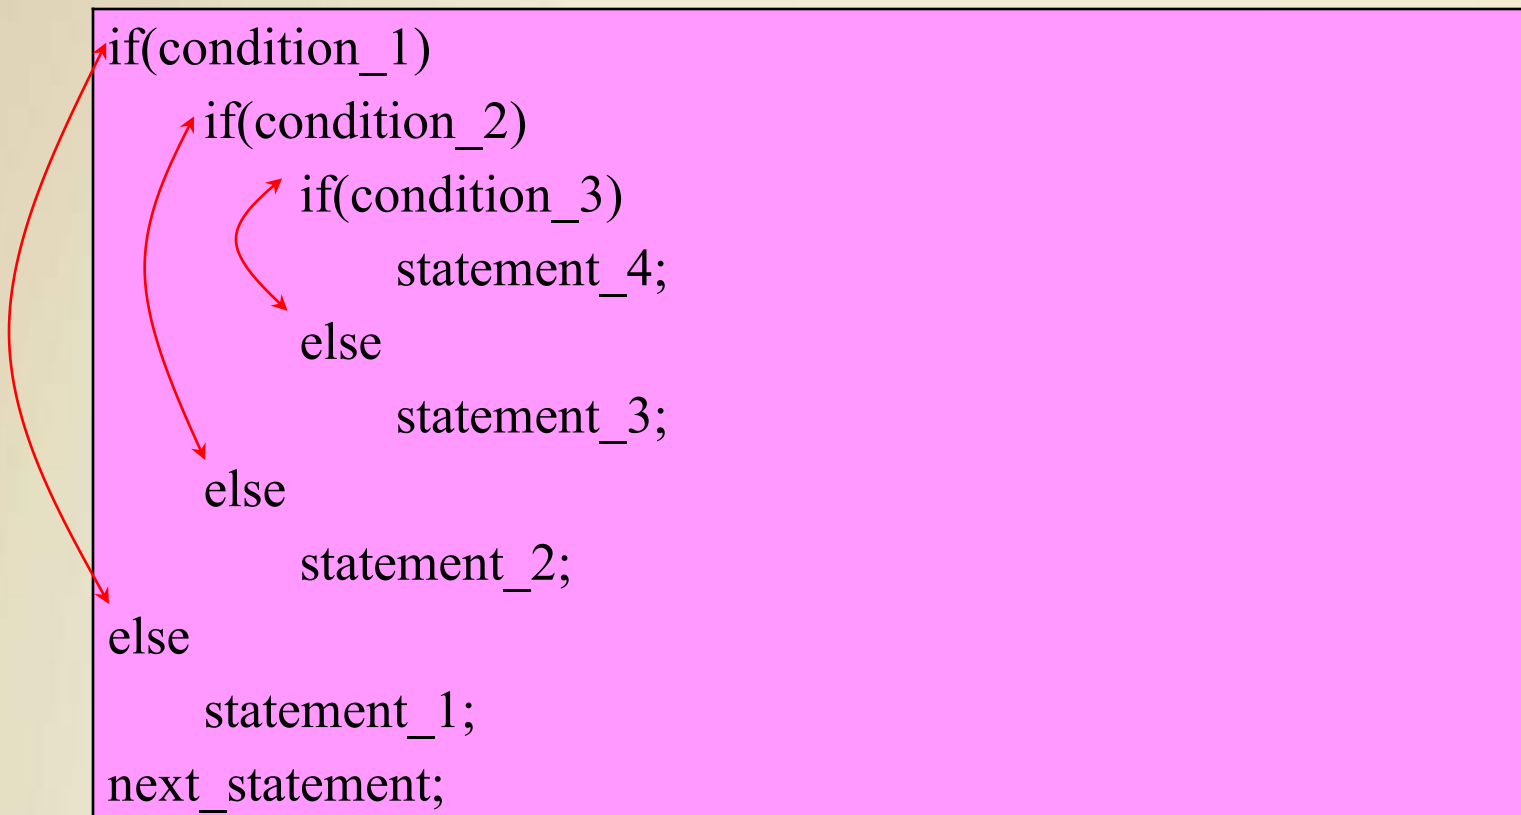 if(condition_1)
if(condition_2)
if(condition_3)
statement_4;
else
statement_3;
else
statement_2;
else
statement_1;
next_statement;